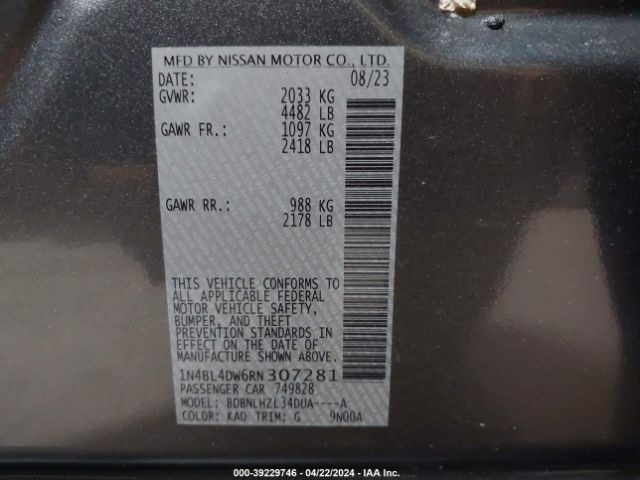 MFD BY NISSAN MOTOR CO., LTD.
DATE: 08/23
GVWR: 2033 KG
4482 LB
GAWR FR.: 1097 KG
2418 LB
GAWR RR.: 988 KG
2178 LB
THIS VEHICLE CONFORMS TO
ALL APPLICABLE FEDERAL
MOTOR VEHICLE SAFETY,
BUMPER, AND THEFT
PREVENTION STANDARDS IN
EFFECT ON THE DATE OF
MANUFACTURE SHOWN ABOVE.
1N4BL4DW6RN307281
PASSENGER CAR 749828
MODEL: BDBNLHZL34DUA----A
COLOR: KAD TRIM: G 9N00A
000-39229746 - 04/22/2024 - IAA Inc.